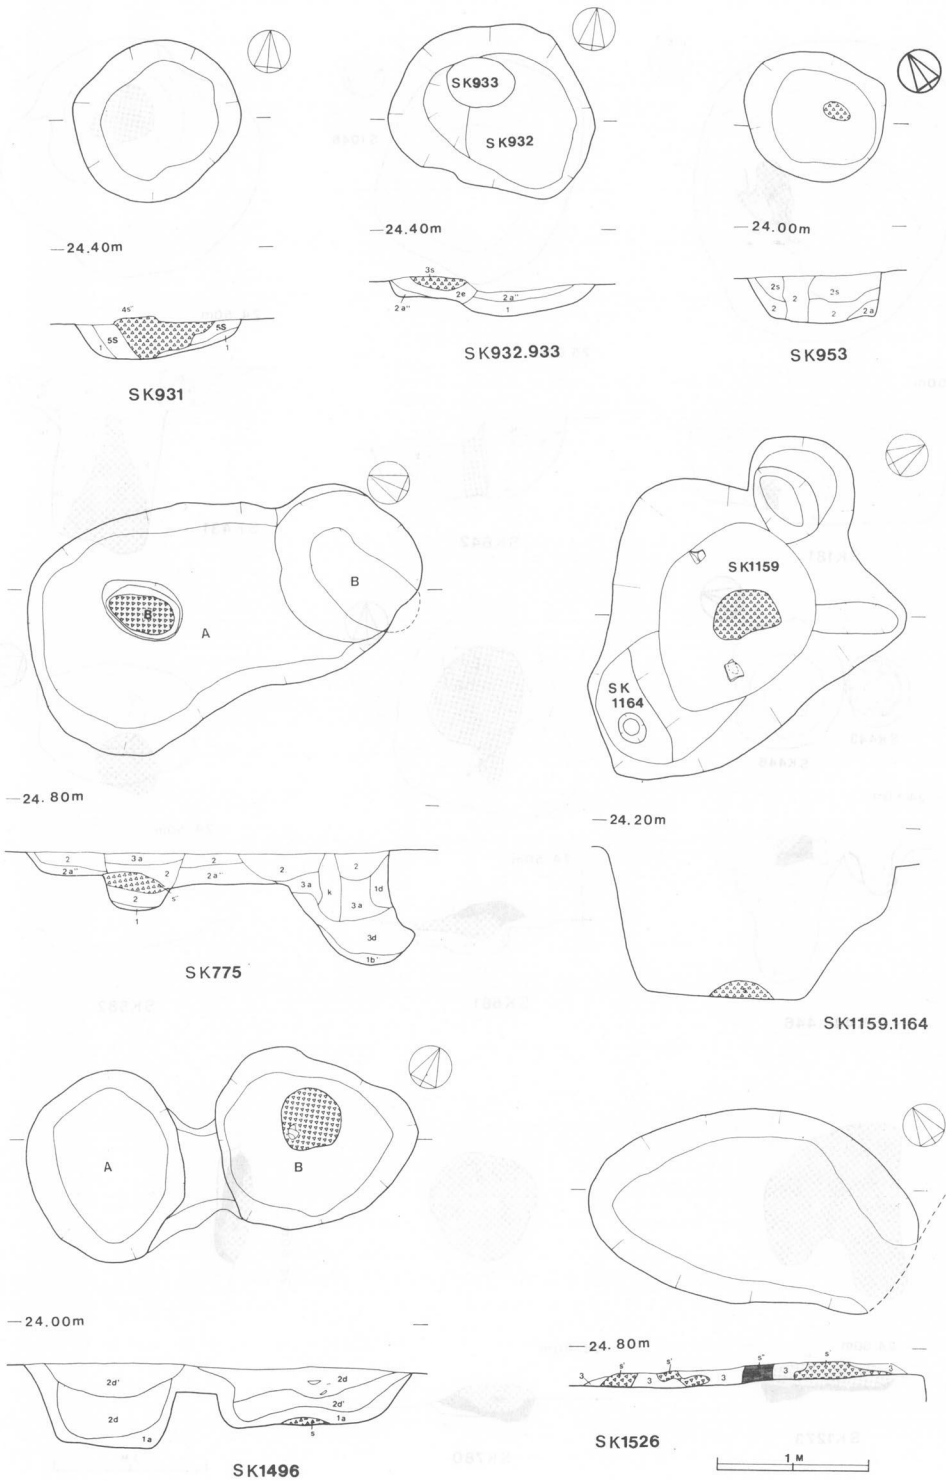 SK933
SK932
—24.40m
—24.40m
—24.00m
4s'
5S
5S
1
1
3s
2a''
2e
2a''
1
2s
2
2
2s
2
2a
SK931
SK932.933
SK953
B
A
B
SK1159
SK
1164
—24.80m
—24.20m
2
2a''
3a
2
2
2a''
2
1
s''
3a
k
2
3a
1d
3d
1b'
s
SK775
SK1159.1164
A
B
—24.00m
—24.80m
2d'
2d
1a
2d
2d'
1a
s
3
s'
3
s'
3
s''
3
s'
3
SK1496
SK1526
1 M